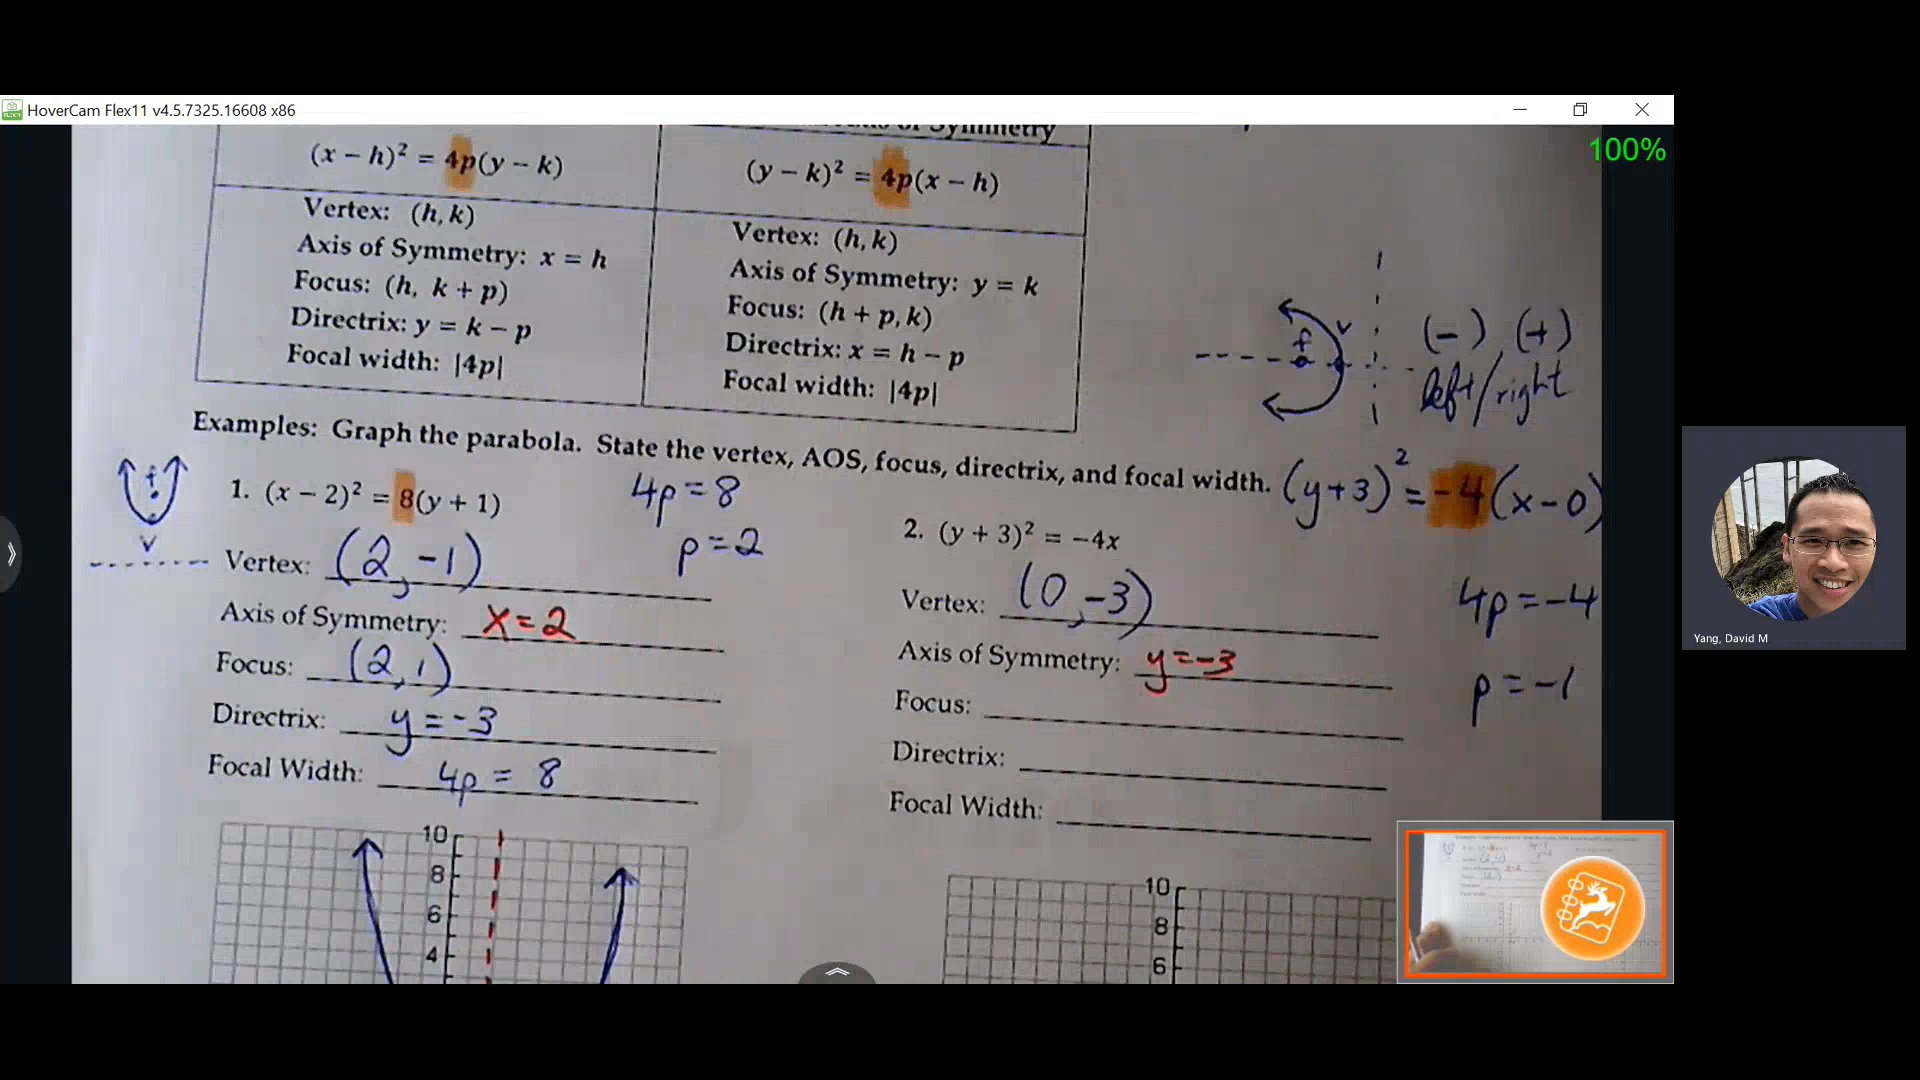 HoverCam Flex11 v4.5.7325.16608 x86
100%
of Symmetry
(x − h)² = 4p(y − k)
(y − k)² = 4p(x − h)
Vertex: (h, k)
Axis of Symmetry: x = h
Focus: (h, k + p)
Directrix: y = k − p
Focal width: |4p|
Vertex: (h, k)
Axis of Symmetry: y = k
Focus: (h + p, k)
Directrix: x = h − p
Focal width: |4p|
f v
(−) (+)
left/right
Examples: Graph the parabola. State the vertex, AOS, focus, directrix, and focal width.
(y+3)² = −4(x−0)
f
v
1. (x − 2)² = 8(y + 1)
4p = 8
p = 2
Vertex: (2, −1)
Axis of Symmetry: x = 2
Focus: (2, 1)
Directrix: y = −3
Focal Width: 4p = 8
10
8
6
4
2. (y + 3)² = −4x
Vertex: (0, −3)
Axis of Symmetry: y = −3
Focus:
Directrix:
Focal Width:
4p = −4
p = −1
10
8
6
Yang, David M